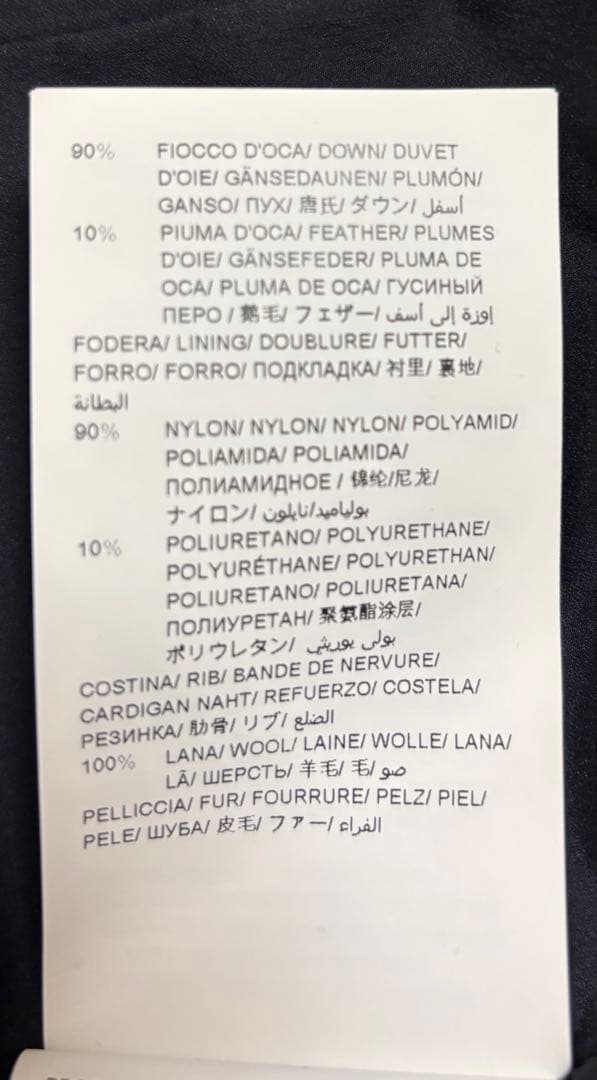 90% FIOCCO D'OCA/ DOWN/ DUVET
D'OIE/ GÄNSEDAUNEN/ PLUMÓN/
GANSO/ ПУХ/ 唐氏/ ダウン/ أسفل
10% PIUMA D'OCA/ FEATHER/ PLUMES
D'OIE/ GÄNSEFEDER/ PLUMA DE
OCA/ PLUMA DE OCA/ ГУСИНЫЙ
ПЕРО / 鹅毛/ フェザー/ إوزة إلى أسف
FODERA/ LINING/ DOUBLURE/ FUTTER/
FORRO/ FORRO/ ПОДКЛАДКА/ 衬里/ 裏地/
البطانة
90% NYLON/ NYLON/ NYLON/ POLYAMID/
POLIAMIDA/ POLIAMIDA/
ПОЛИАМИДНОЕ / 锦纶/尼龙/
ナイロン/ بولياميد/نايلون
10% POLIURETANO/ POLYURETHANE/
POLYURÉTHANE/ POLYURETHAN/
POLIURETANO/ POLIURETANA/
ПОЛИУРЕТАН/ 聚氨酯涂层/
ポリウレタン/ بولي يوريثي
COSTINA/ RIB/ BANDE DE NERVURE/
CARDIGAN NAHT/ REFUERZO/ COSTELA/
РЕЗИНКА/ 肋骨/ リブ/ الضلع
100% LANA/ WOOL/ LAINE/ WOLLE/ LANA/
LÃ/ ШЕРСТЬ/ 羊毛/ 毛/ صو
PELLICCIA/ FUR/ FOURRURE/ PELZ/ PIEL/
PELE/ ШУБА/ 皮毛/ ファー/ الفراء